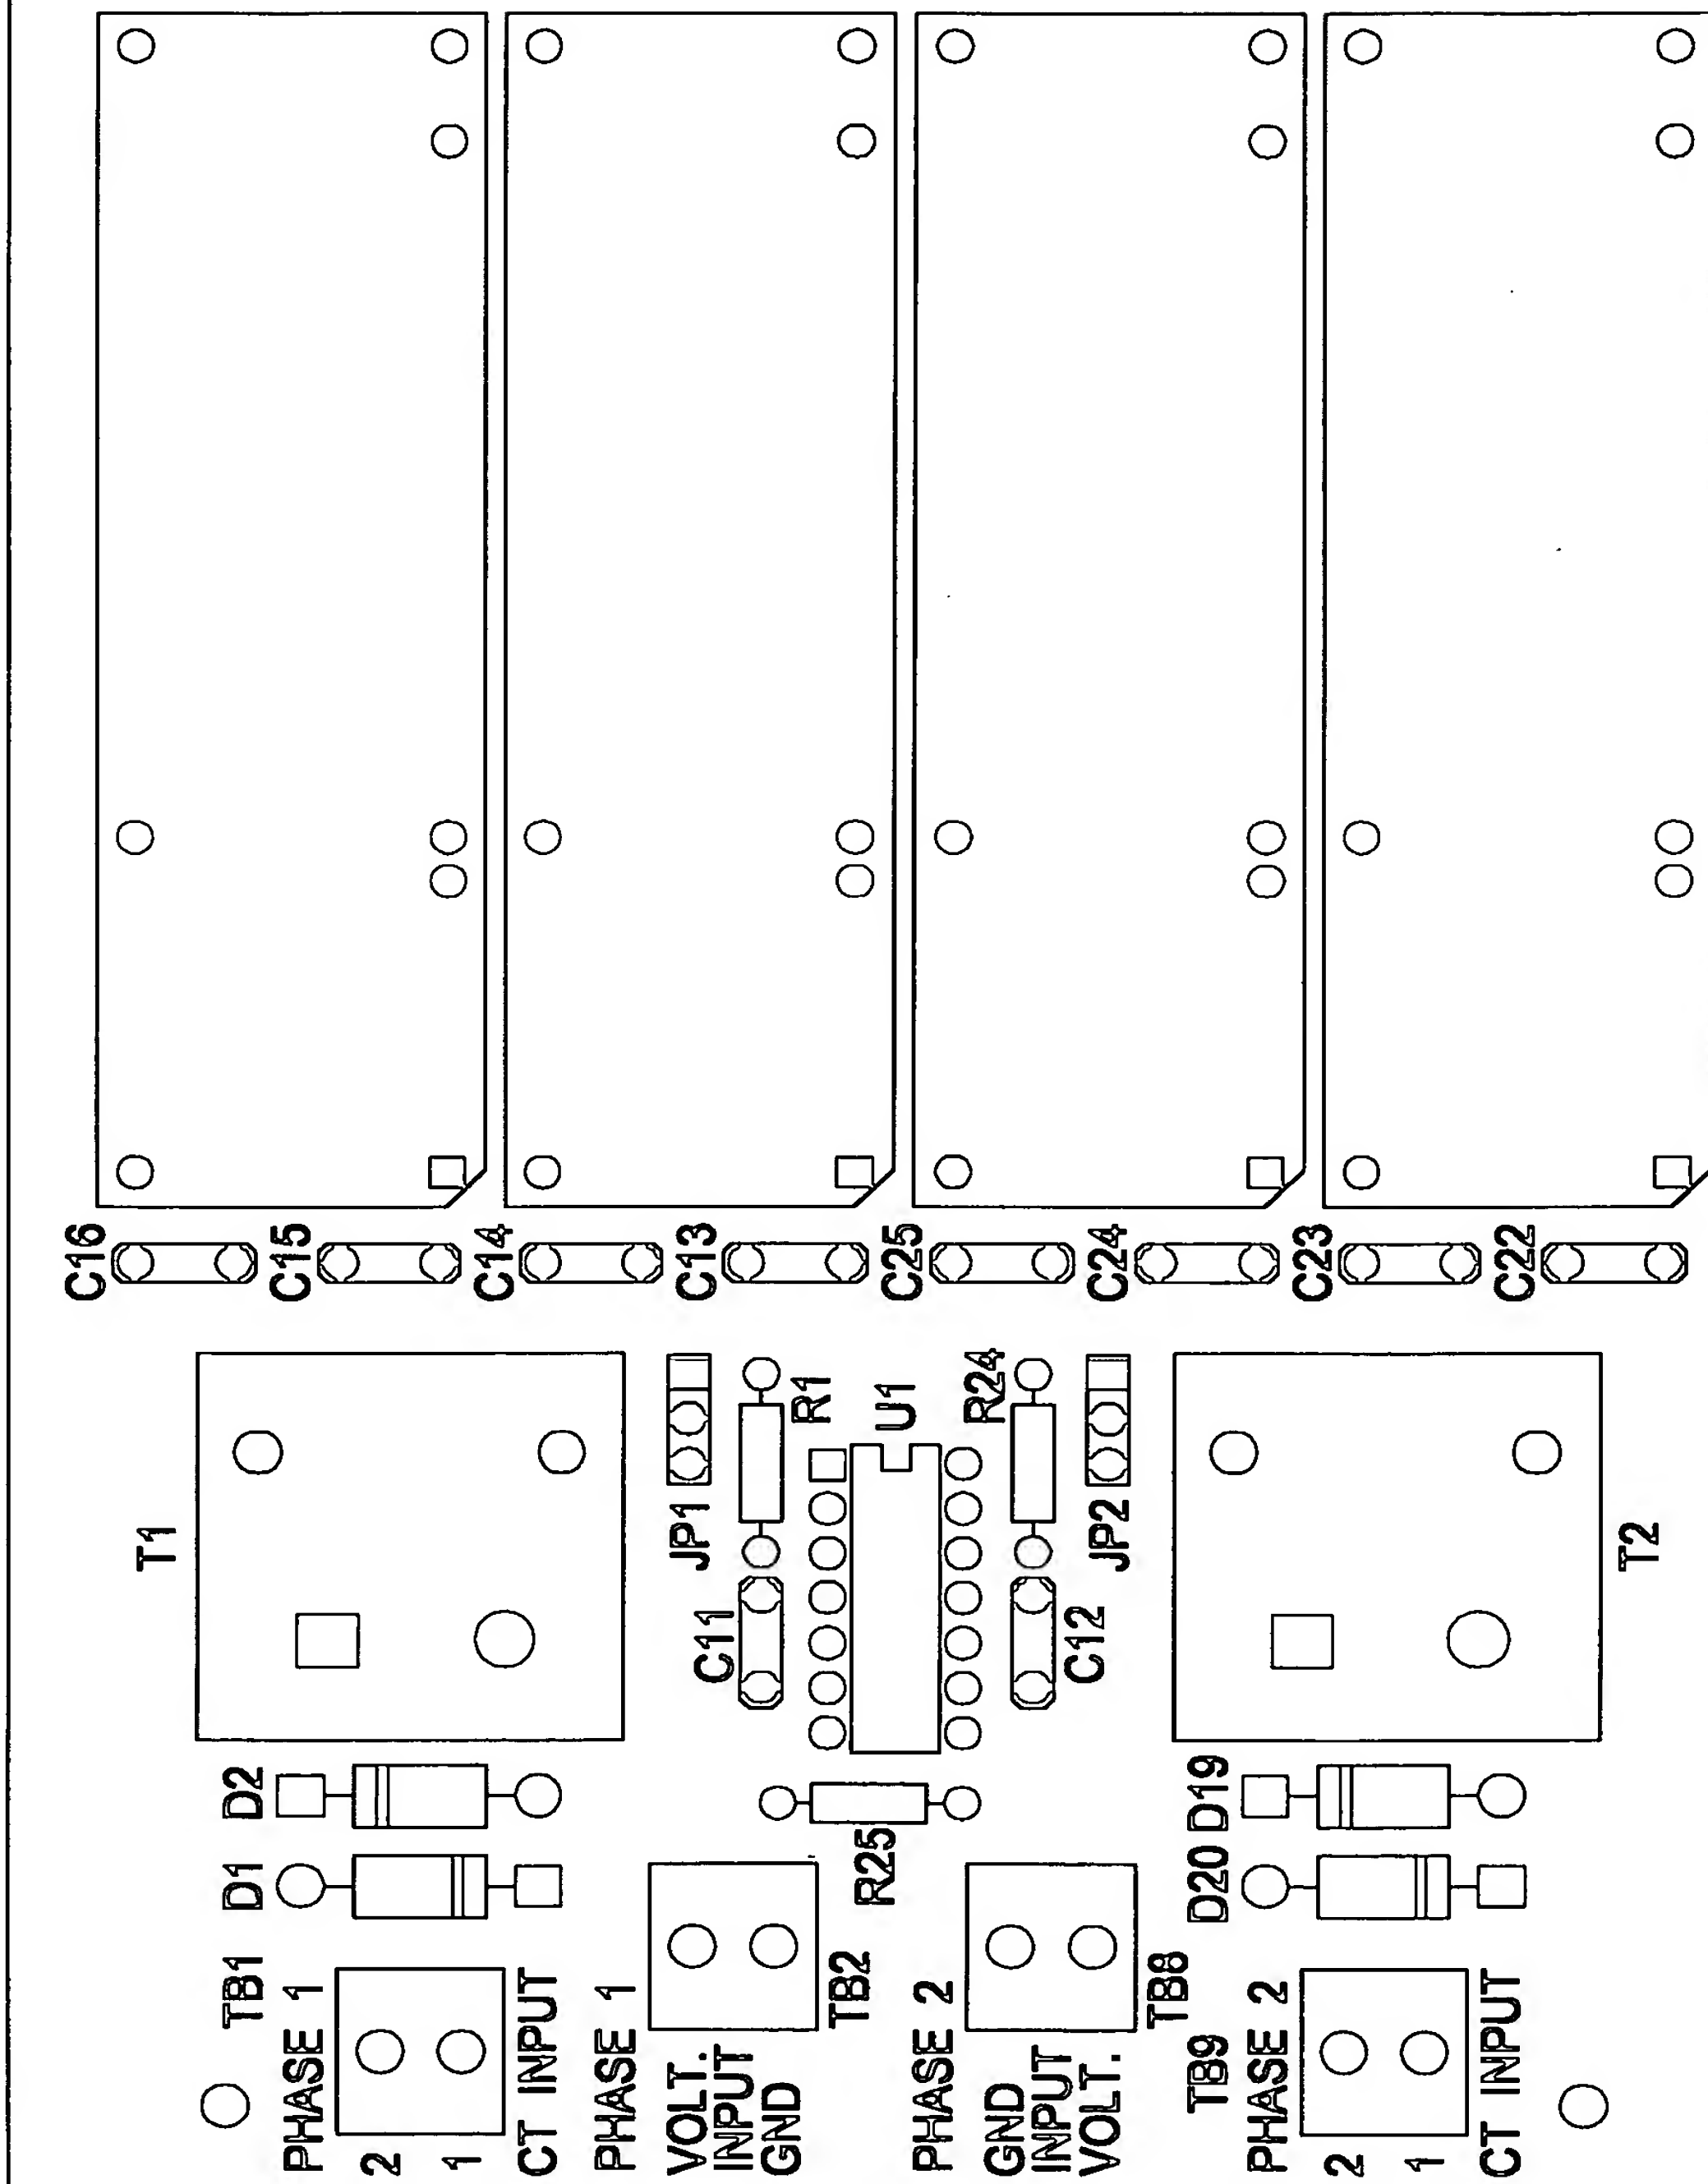 C16
C15
C14
C13
C25
C24
C23
C22
T1
JP1
R1
U1
R24
JP2
T2
C11
C12
D2
D1
R25
D19
D20
TB1
PHASE 1
2
1
CT INPUT
PHASE 1
VOLT.
INPUT
GND
TB2
PHASE 2
GND
INPUT
VOLT.
TB8
TB9
PHASE 2
2
1
CT INPUT